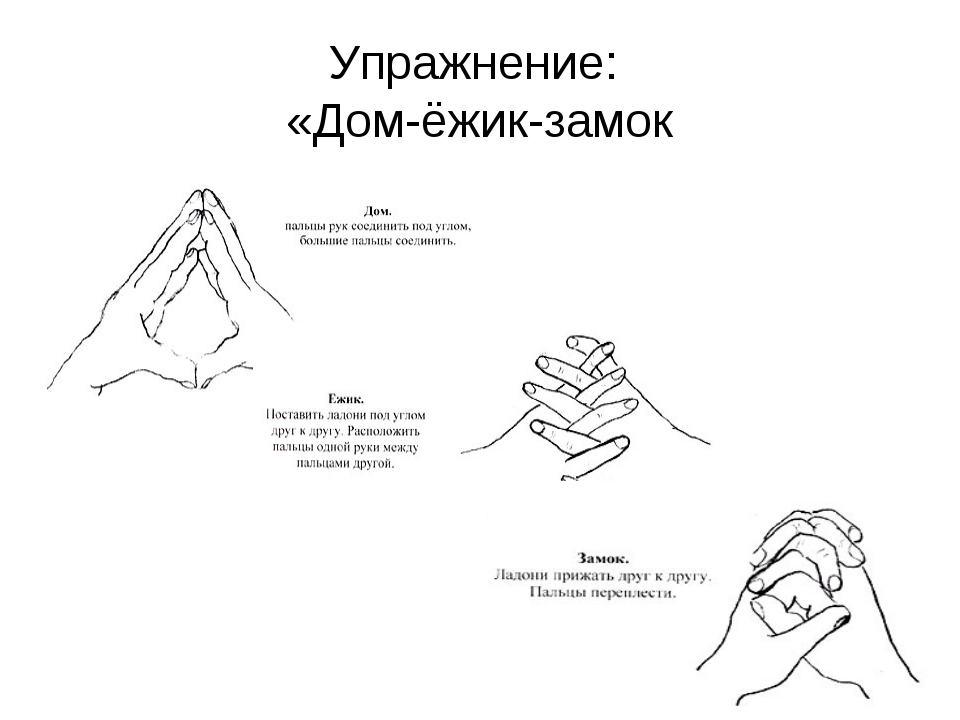 Упражнение:
«Дом-ёжик-замок
Дом.
пальцы рук соединить под углом,
большие пальцы соединить.
Ежик.
Поставить ладони под углом
друг к другу. Расположить
пальцы одной руки между
пальцами другой.
Замок.
Ладони прижать друг к другу.
Пальцы переплести.